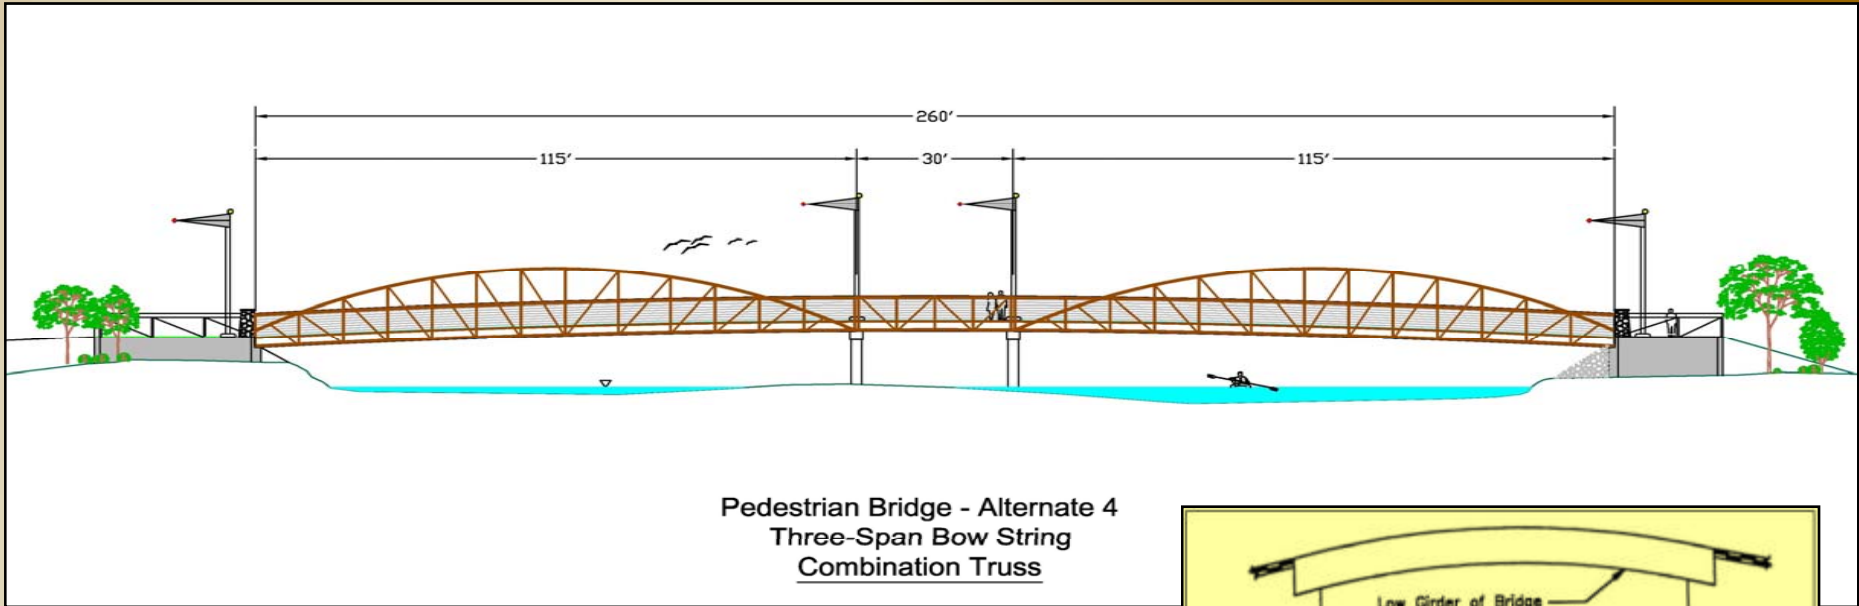 260'
115'
30'
115'
Pedestrian Bridge - Alternate 4
Three-Span Bow String
Combination Truss
Low Girder of Bridge